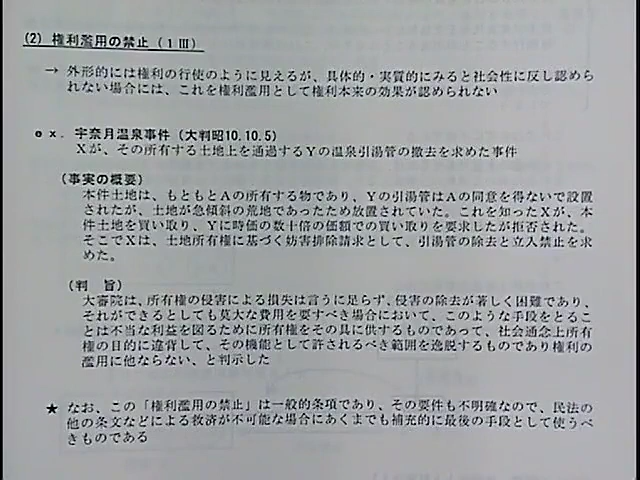 (2) 権利濫用の禁止（1Ⅲ）
→ 外形的には権利の行使のように見えるが、具体的・実質的にみると社会性に反し認めら
れない場合には、これを権利濫用として権利本来の効果が認められない
ex. 宇奈月温泉事件（大判昭10.10.5）
Xが、その所有する土地上を通過するYの温泉引湯管の撤去を求めた事件
（事実の概要）
本件土地は、もともとAの所有する物であり、Yの引湯管はAの同意を得ないで設置
されたが、土地が急傾斜の荒地であったため放置されていた。これを知ったXが、本
件土地を買い取り、Yに時価の数十倍の価額での買い取りを要求したが拒否された。
そこでXは、土地所有権に基づく妨害排除請求として、引湯管の除去と立入禁止を求
めた。
（判 旨）
大審院は、所有権の侵害による損失は言うに足らず、侵害の除去が著しく困難であり、
それができるとしても莫大な費用を要すべき場合において、このような手段をとるこ
とは不当な利益を図るために所有権をその具に供するものであって、社会通念上所有
権の目的に違背して、その機能として許されるべき範囲を逸脱するものであり権利の
濫用に他ならない、と判示した
★ なお、この「権利濫用の禁止」は一般的条項であり、その要件も不明確なので、民法の
他の条文などによる救済が不可能な場合にあくまでも補充的に最後の手段として使うべ
きものである